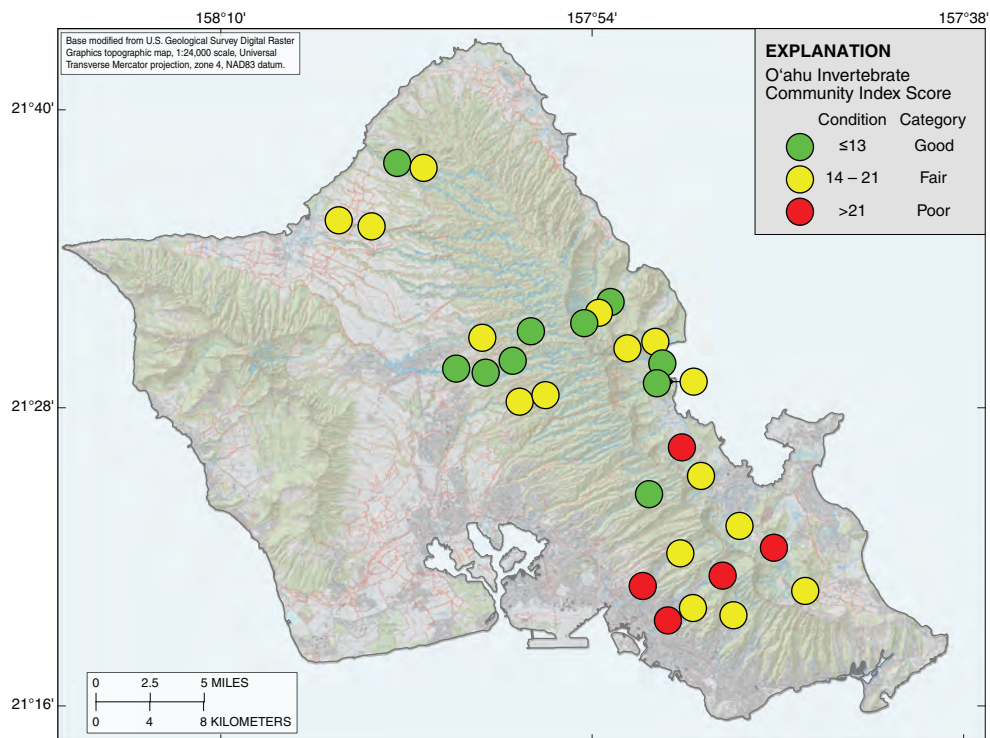 158°10'
157°54'
157°38'
Base modified from U.S. Geological Survey Digital Raster
Graphics topographic map, 1:24,000 scale, Universal
Transverse Mercator projection, zone 4, NAD83 datum.
EXPLANATION
O‘ahu Invertebrate
Community Index Score
Condition Category
≤13 Good
14 – 21 Fair
>21 Poor
21°40'
21°28'
21°16'
0 2.5 5 MILES
0 4 8 KILOMETERS